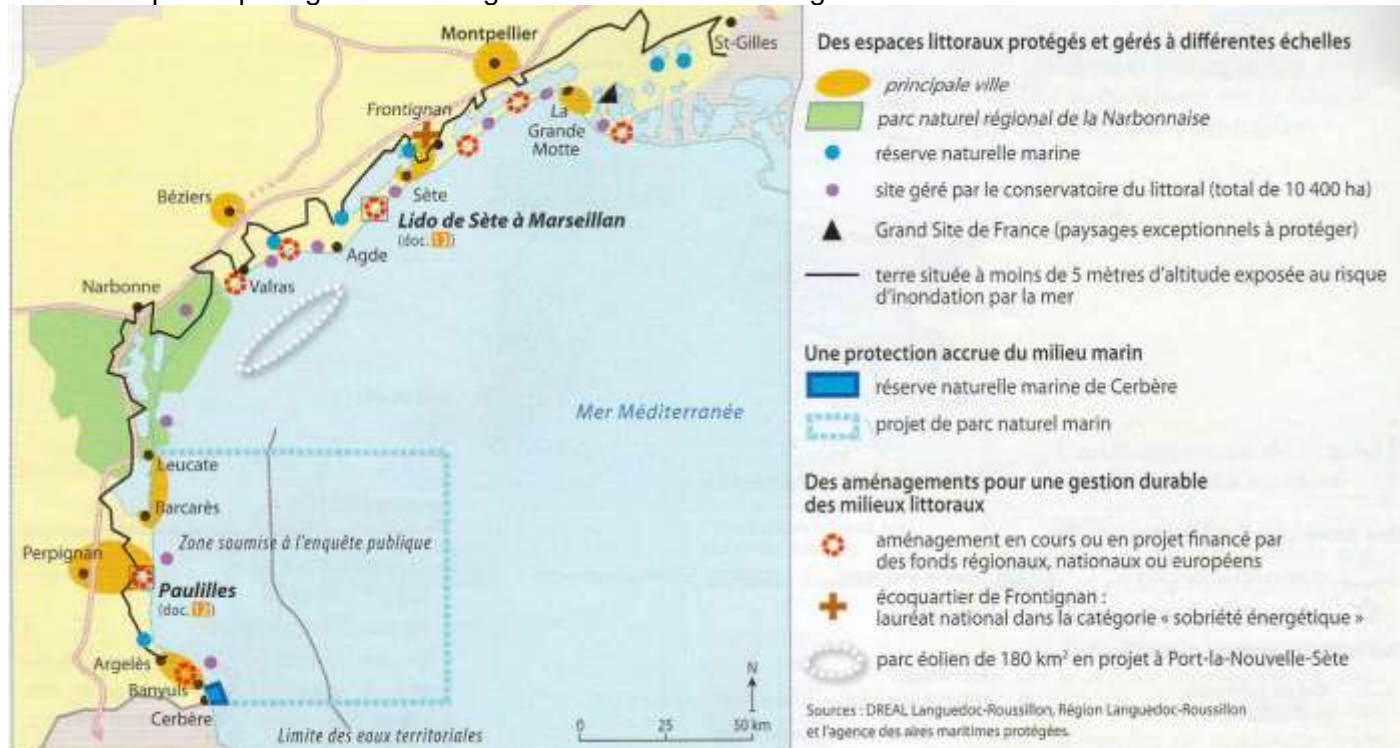 Montpellier
St-Gilles
Frontignan
La
Grande
Motte
Béziers
Sète
Lido de Sète à Marseillan
(doc. 13)
Agde
Narbonne
Valras
Mer Méditerranée
Leucate
Barcarès
Perpignan
Zone soumise à l'enquête publique
Paulilles
(doc. 12)
Argelès
Banyuls
Cerbère
Limite des eaux territoriales
N
0 25 50 km
Des espaces littoraux protégés et gérés à différentes échelles
principale ville
parc naturel régional de la Narbonnaise
réserve naturelle marine
site géré par le conservatoire du littoral (total de 10 400 ha)
Grand Site de France (paysages exceptionnels à protéger)
terre située à moins de 5 mètres d'altitude exposée au risque
d'inondation par la mer
Une protection accrue du milieu marin
réserve naturelle marine de Cerbère
projet de parc naturel marin
Des aménagements pour une gestion durable
des milieux littoraux
aménagement en cours ou en projet financé par
des fonds régionaux, nationaux ou européens
écoquartier de Frontignan :
lauréat national dans la catégorie « sobriété énergétique »
parc éolien de 180 km² en projet à Port-la-Nouvelle-Sète
Sources : DREAL Languedoc-Roussillon, Région Languedoc-Roussillon
et l'agence des aires maritimes protégées.